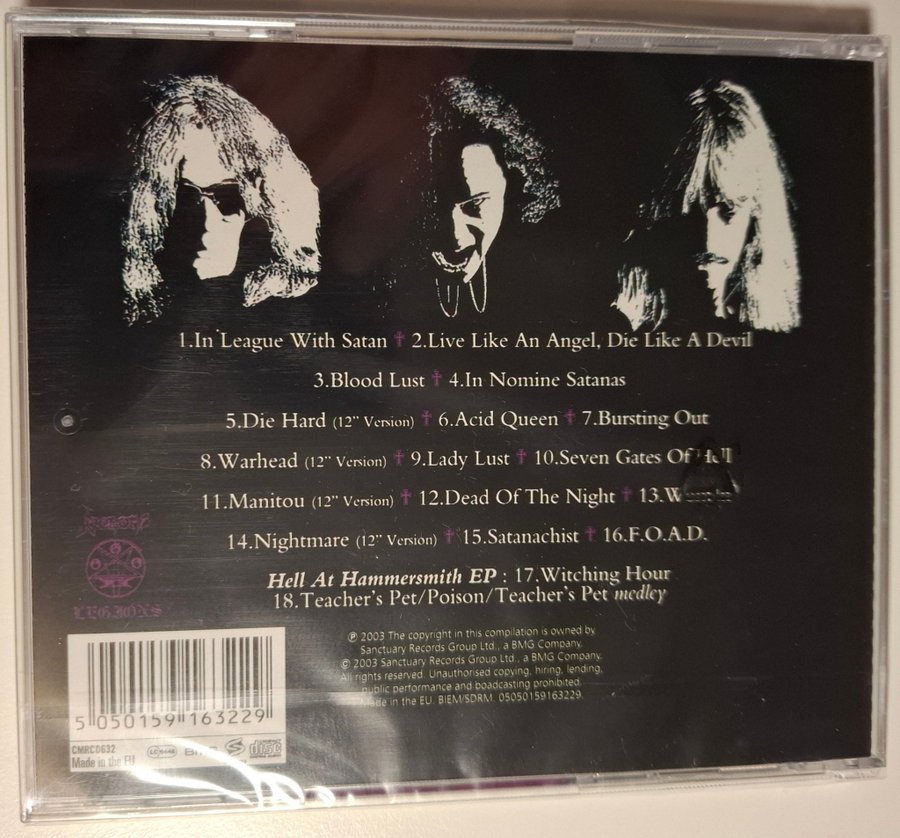 1.In League With Satan ✝ 2.Live Like An Angel, Die Like A Devil
3.Blood Lust ✝ 4.In Nomine Satanas
5.Die Hard (12" Version) ✝ 6.Acid Queen ✝ 7.Bursting Out
8.Warhead (12" Version) ✝ 9.Lady Lust ✝ 10.Seven Gates Of Hell
11.Manitou (12" Version) ✝ 12.Dead Of The Night ✝ 13.
14.Nightmare (12" Version) ✝ 15.Satanachist ✝ 16.F.O.A.D.
Hell At Hammersmith EP : 17.Witching Hour
18.Teacher's Pet/Poison/Teacher's Pet medley
Venom
LEGIONS
℗ 2003 The copyright in this compilation is owned by
Sanctuary Records Group Ltd., a BMG Company.
© 2003 Sanctuary Records Group Ltd., a BMG Company.
All rights reserved. Unauthorised copying, hiring, lending,
public performance and boadcasting prohibited.
Made in the EU. BIEM/SDRM. 05050159163229.
5 050159 163229
CMRCD632
Made in the EU